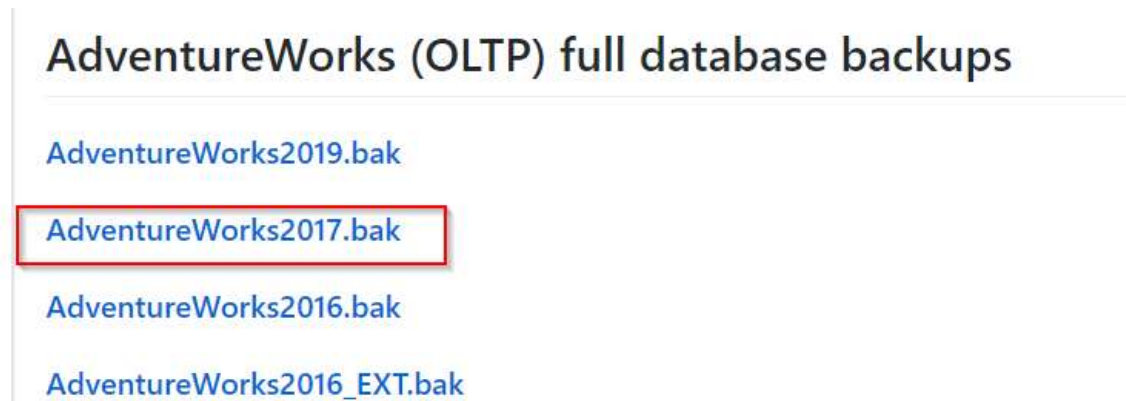 AdventureWorks (OLTP) full database backups
AdventureWorks2019.bak
AdventureWorks2017.bak
AdventureWorks2016.bak
AdventureWorks2016_EXT.bak